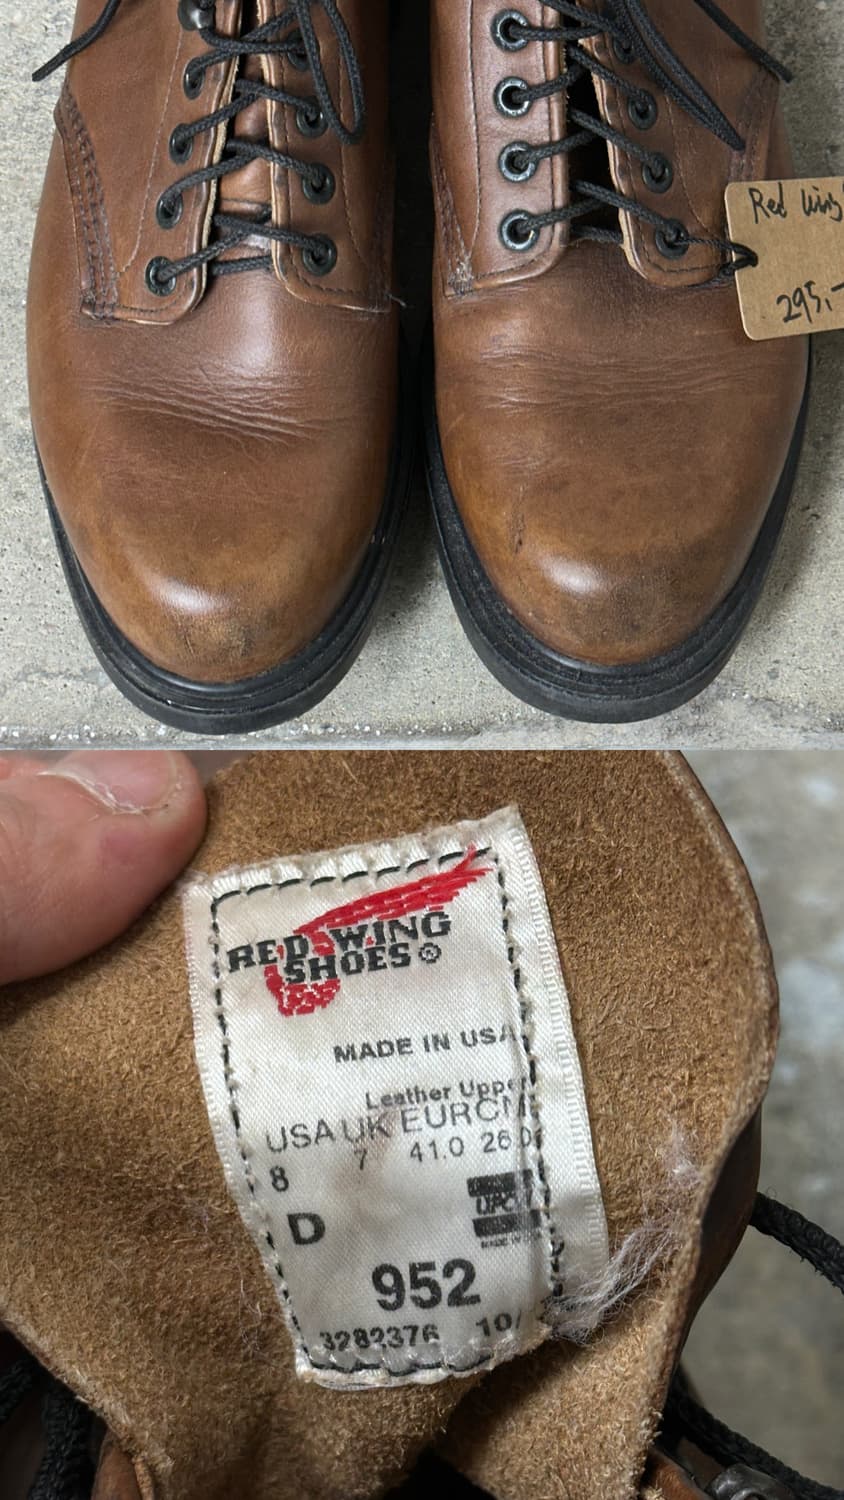 Red Wing
295,-
RED WING
SHOES®
MADE IN USA
Leather Upper
USA UK EUR CM
8 7 41.0 26.0
D
952
3282376 10/